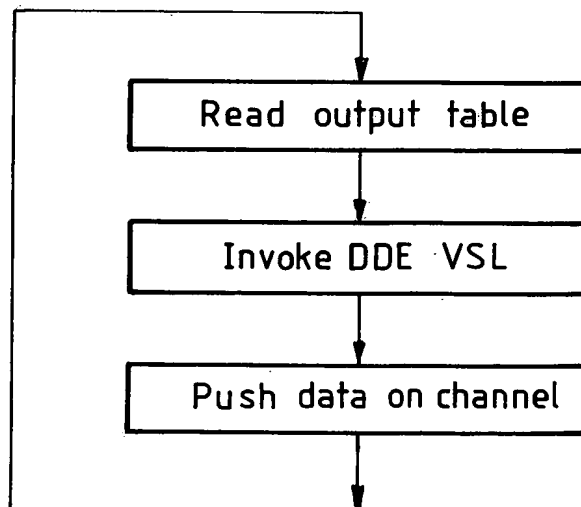 Read output table
Invoke DDE VSL
Push data on channel